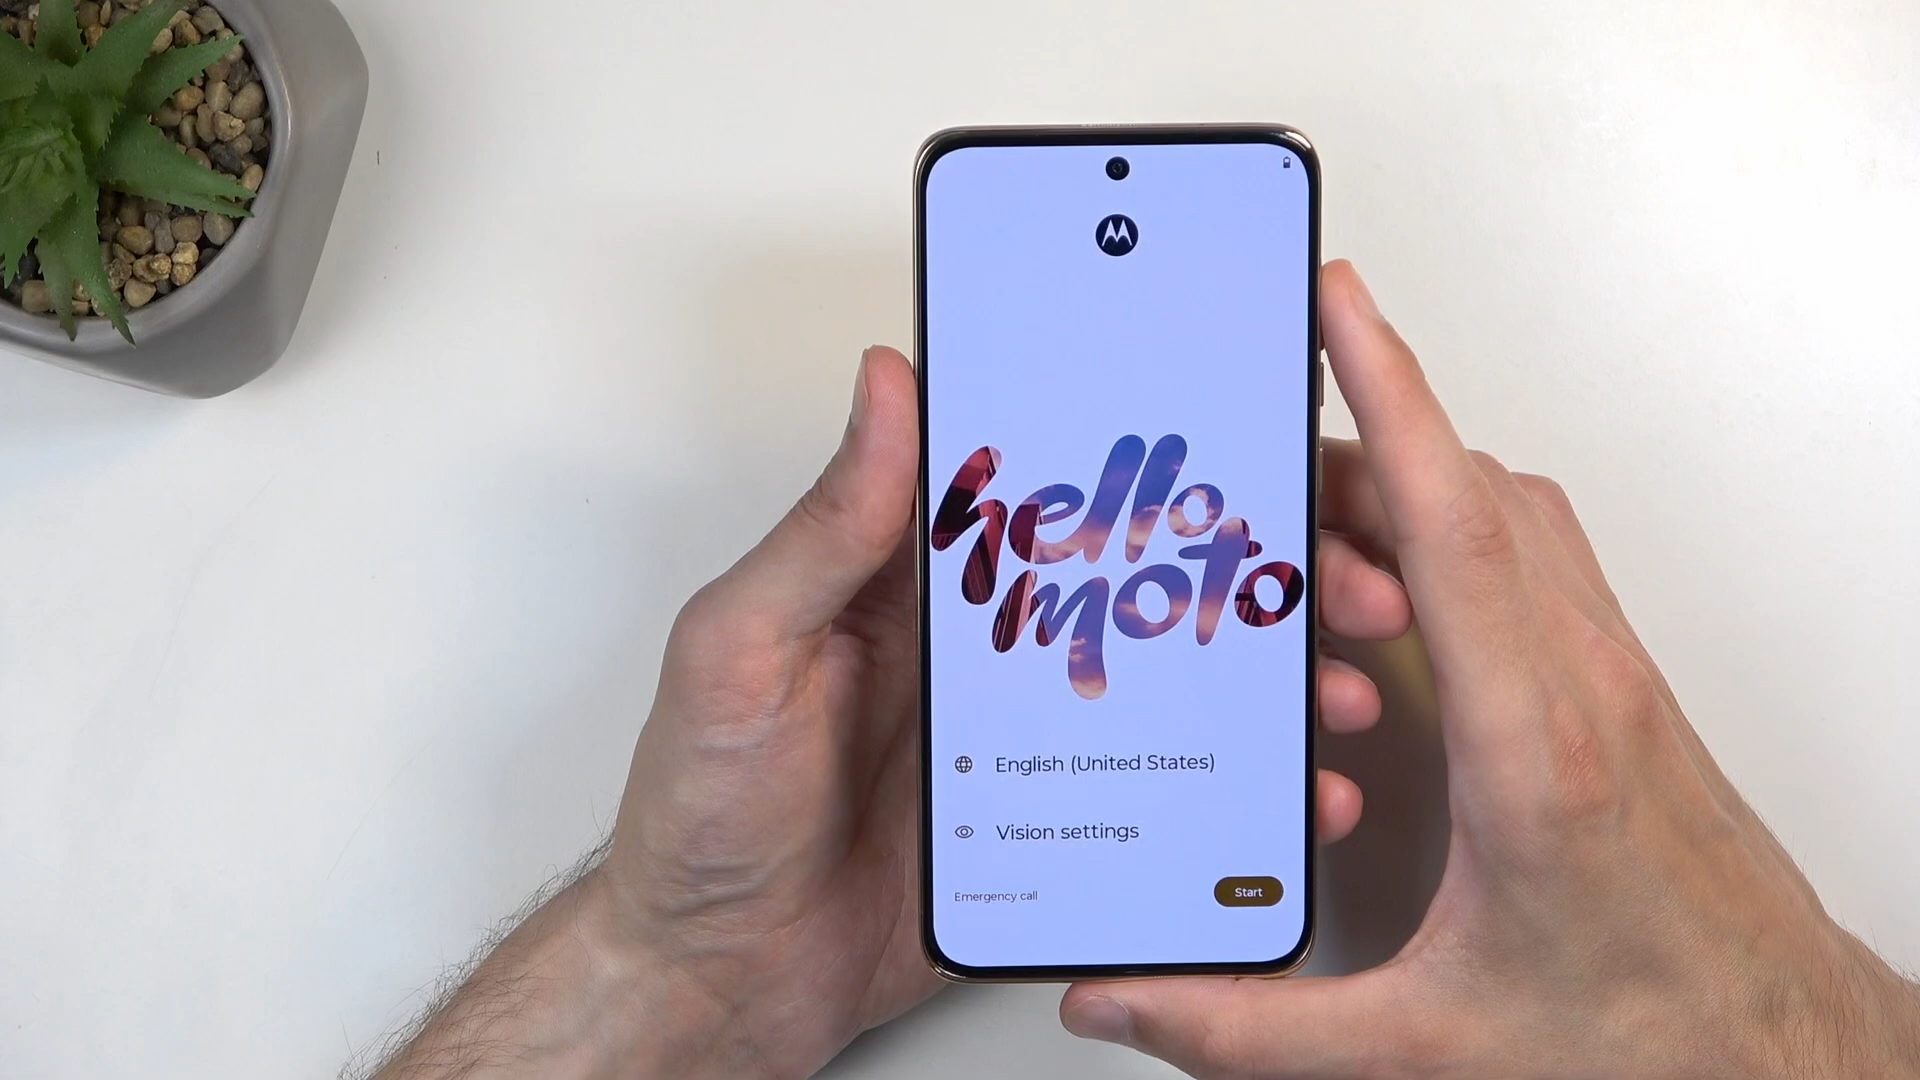 hello
moto
English (United States)
Vision settings
Emergency call
Start